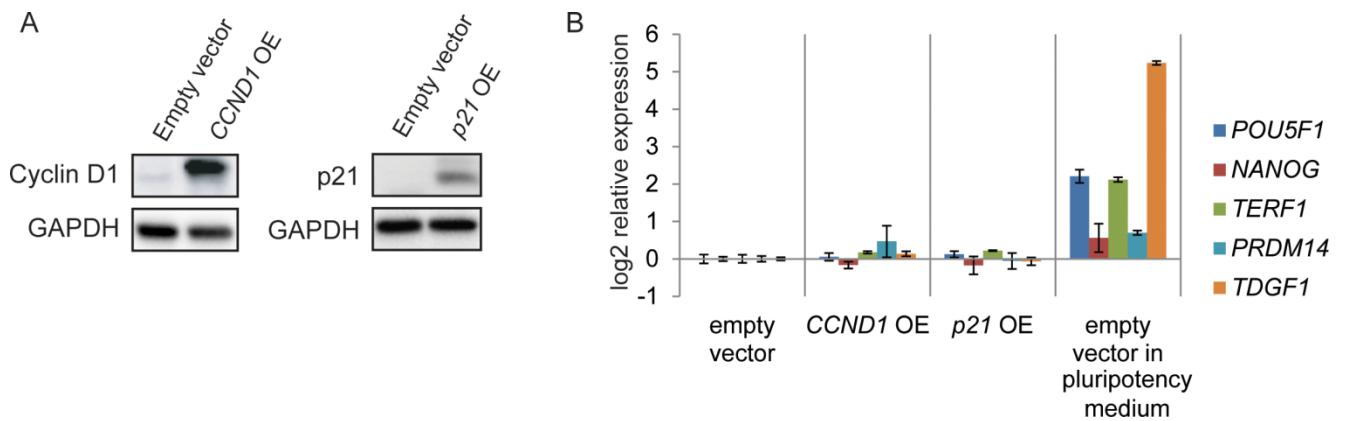 A
Empty vector
CCND1 OE
Cyclin D1
GAPDH
Empty vector
p21 OE
p21
GAPDH
B
log2 relative expression
6
5
4
3
2
1
0
-1
empty
vector
CCND1 OE
p21 OE
empty
vector in
pluripotency
medium
POU5F1
NANOG
TERF1
PRDM14
TDGF1